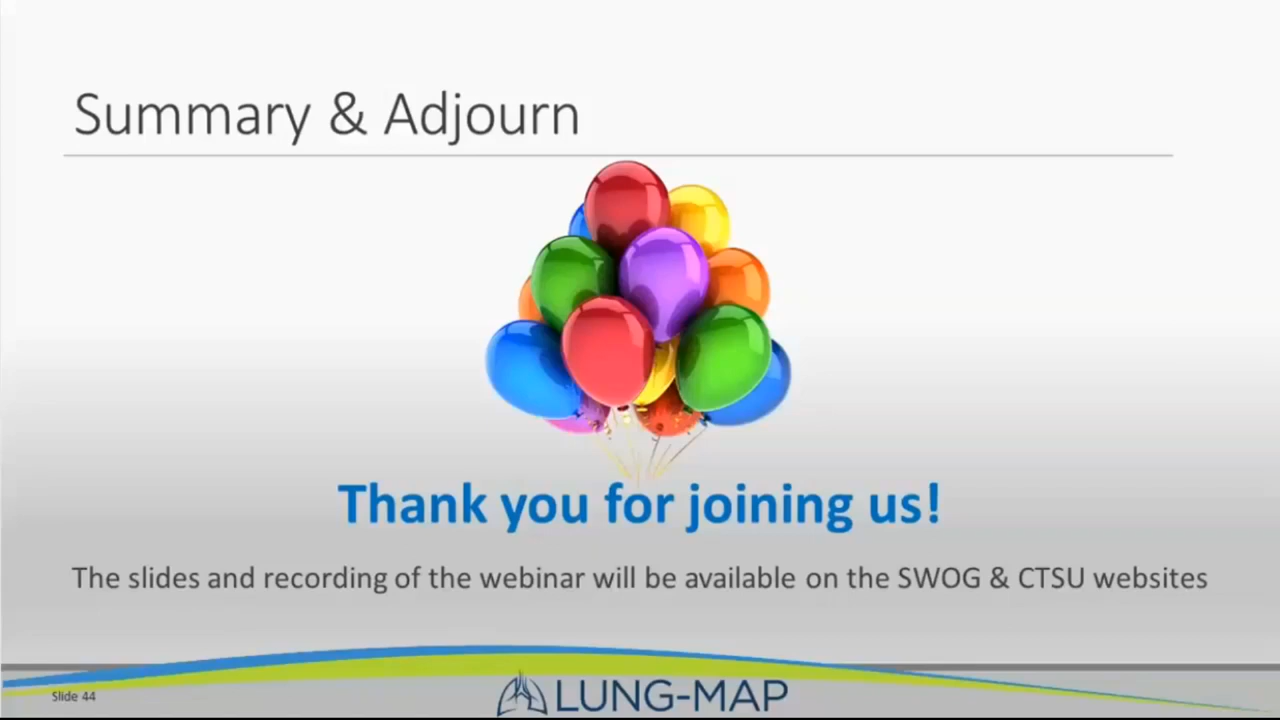 Summary & Adjourn
Thank you for joining us!
The slides and recording of the webinar will be available on the SWOG & CTSU websites
Slide 44
LUNG-MAP